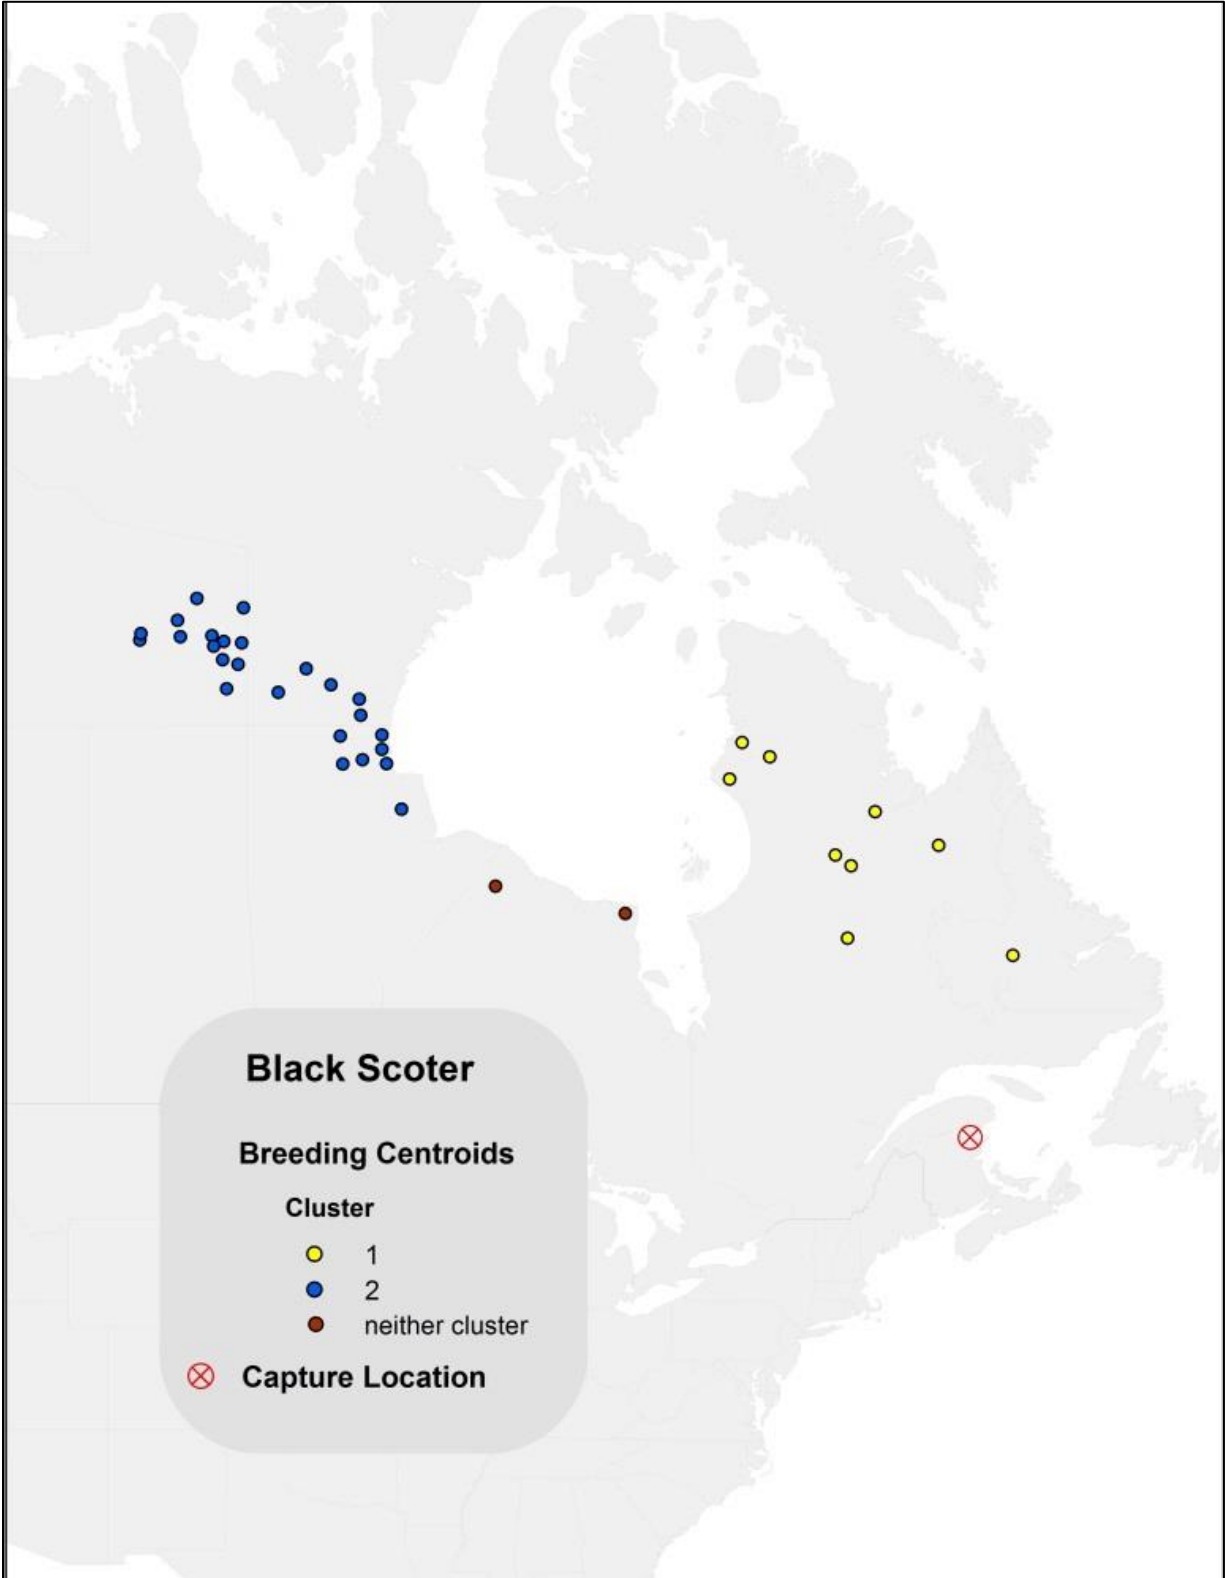 Black Scoter
Breeding Centroids
Cluster
1
2
neither cluster
Capture Location